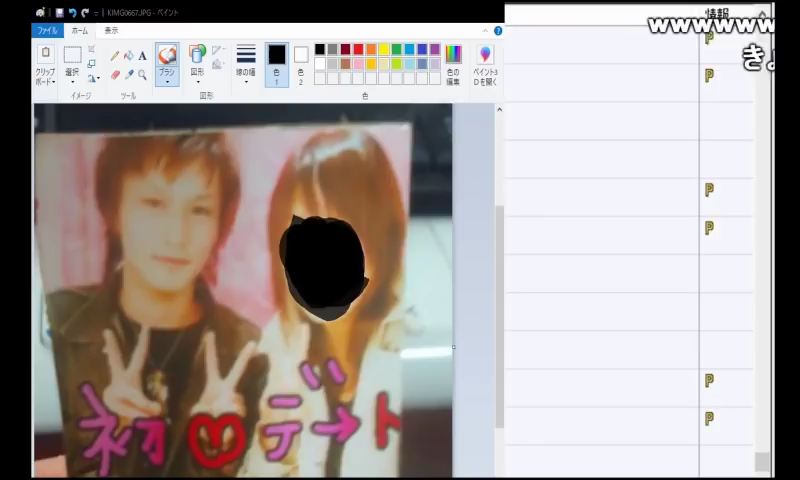 KIMG0667.JPG - ペイント
情報
wwwwww
き
ファイル ホーム 表示
クリップボード 選択 ブラシ 図形 線の幅 色1 色2 色の編集 ペイント3Dを開く
イメージ ツール 図形 色
A
P
P
P
P
P
P
初♡デート